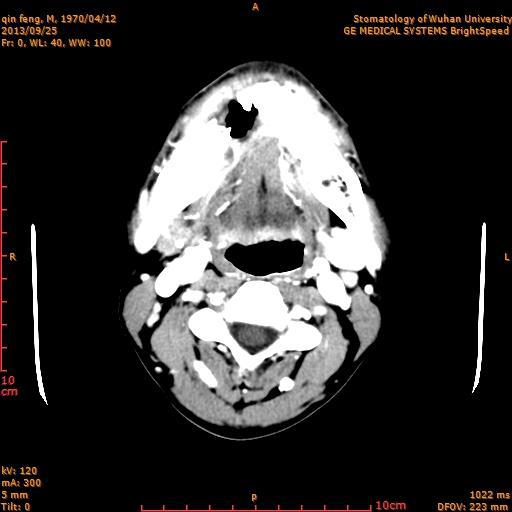 qin feng, M, 1970/04/12
2013/09/25
Fr: 0, WL: 40, WW: 100
A
Stomatology of Wuhan University
GE MEDICAL SYSTEMS BrightSpeed
R
L
10
cm
kV: 120
mA: 300
5 mm
Tilt: 0
P
10cm
1022 ms
DFOV: 223 mm